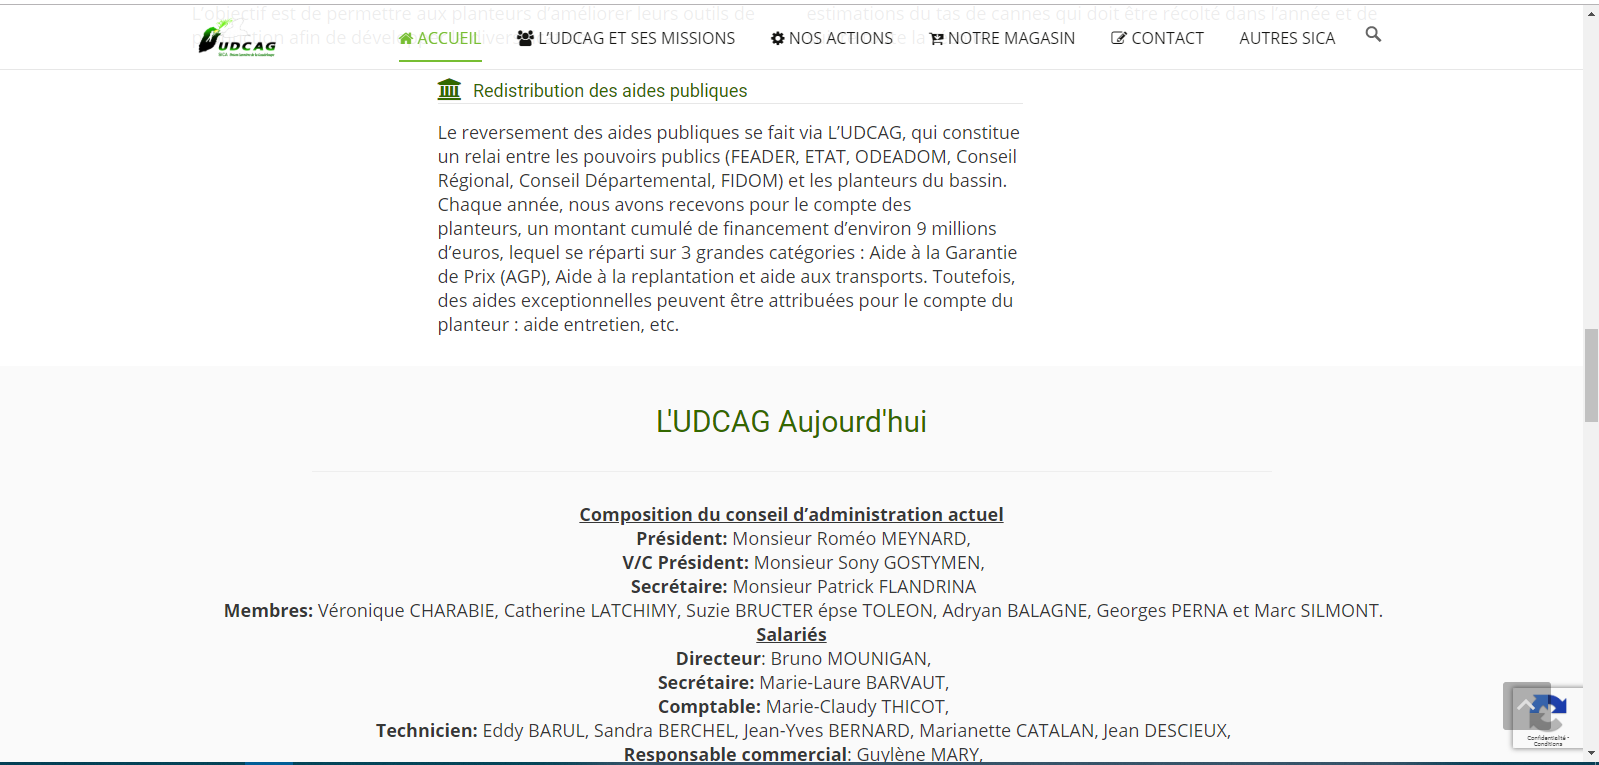 L'objectif est de permettre aux planteurs d'améliorer leurs outils de
estimations du tas de cannes qui doit être récolté dans l'année et de
UDCAG
ACCUEIL
L'UDCAG ET SES MISSIONS
NOS ACTIONS
NOTRE MAGASIN
CONTACT
AUTRES SICA
Redistribution des aides publiques
Le reversement des aides publiques se fait via L'UDCAG, qui constitue
un relai entre les pouvoirs publics (FEADER, ETAT, ODEADOM, Conseil
Régional, Conseil Départemental, FIDOM) et les planteurs du bassin.
Chaque année, nous avons recevons pour le compte des
planteurs, un montant cumulé de financement d'environ 9 millions
d'euros, lequel se réparti sur 3 grandes catégories : Aide à la Garantie
de Prix (AGP), Aide à la replantation et aide aux transports. Toutefois,
des aides exceptionnelles peuvent être attribuées pour le compte du
planteur : aide entretien, etc.
L'UDCAG Aujourd'hui
Composition du conseil d'administration actuel
Président: Monsieur Roméo MEYNARD,
V/C Président: Monsieur Sony GOSTYMEN,
Secrétaire: Monsieur Patrick FLANDRINA
Membres: Véronique CHARABIE, Catherine LATCHIMY, Suzie BRUCTER épse TOLEON, Adryan BALAGNE, Georges PERNA et Marc SILMONT.
Salariés
Directeur: Bruno MOUNIGAN,
Secrétaire: Marie-Laure BARVAUT,
Comptable: Marie-Claudy THICOT,
Technicien: Eddy BARUL, Sandra BERCHEL, Jean-Yves BERNARD, Marianette CATALAN, Jean DESCIEUX,
Responsable commercial: Guylène MARY,
Confidentialité -
Conditions